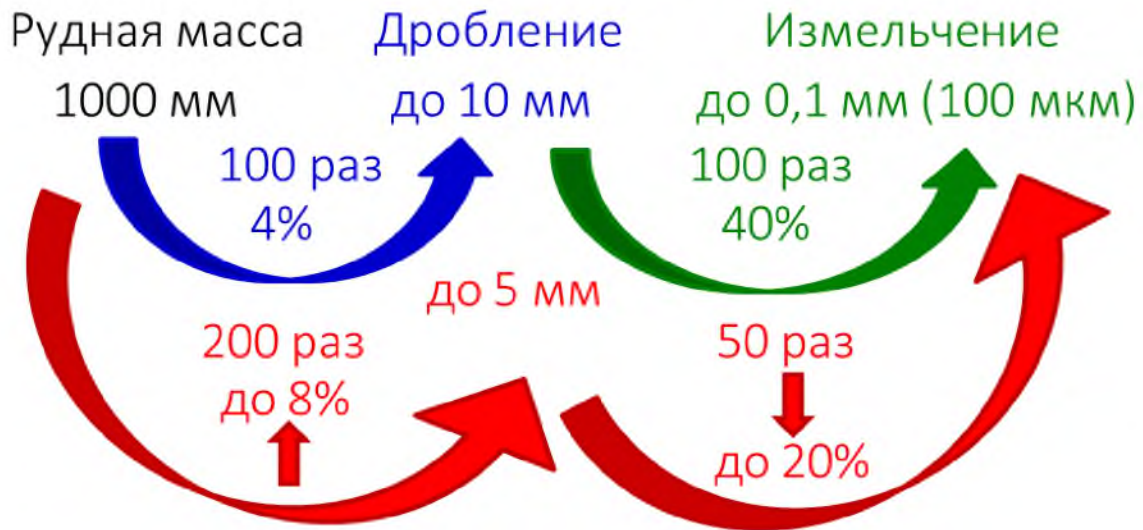 Рудная масса Дробление Измельчение
1000 мм до 10 мм до 0,1 мм (100 мкм)
100 раз 100 раз
4% 40%
до 5 мм
200 раз 50 раз
до 8%
до 20%